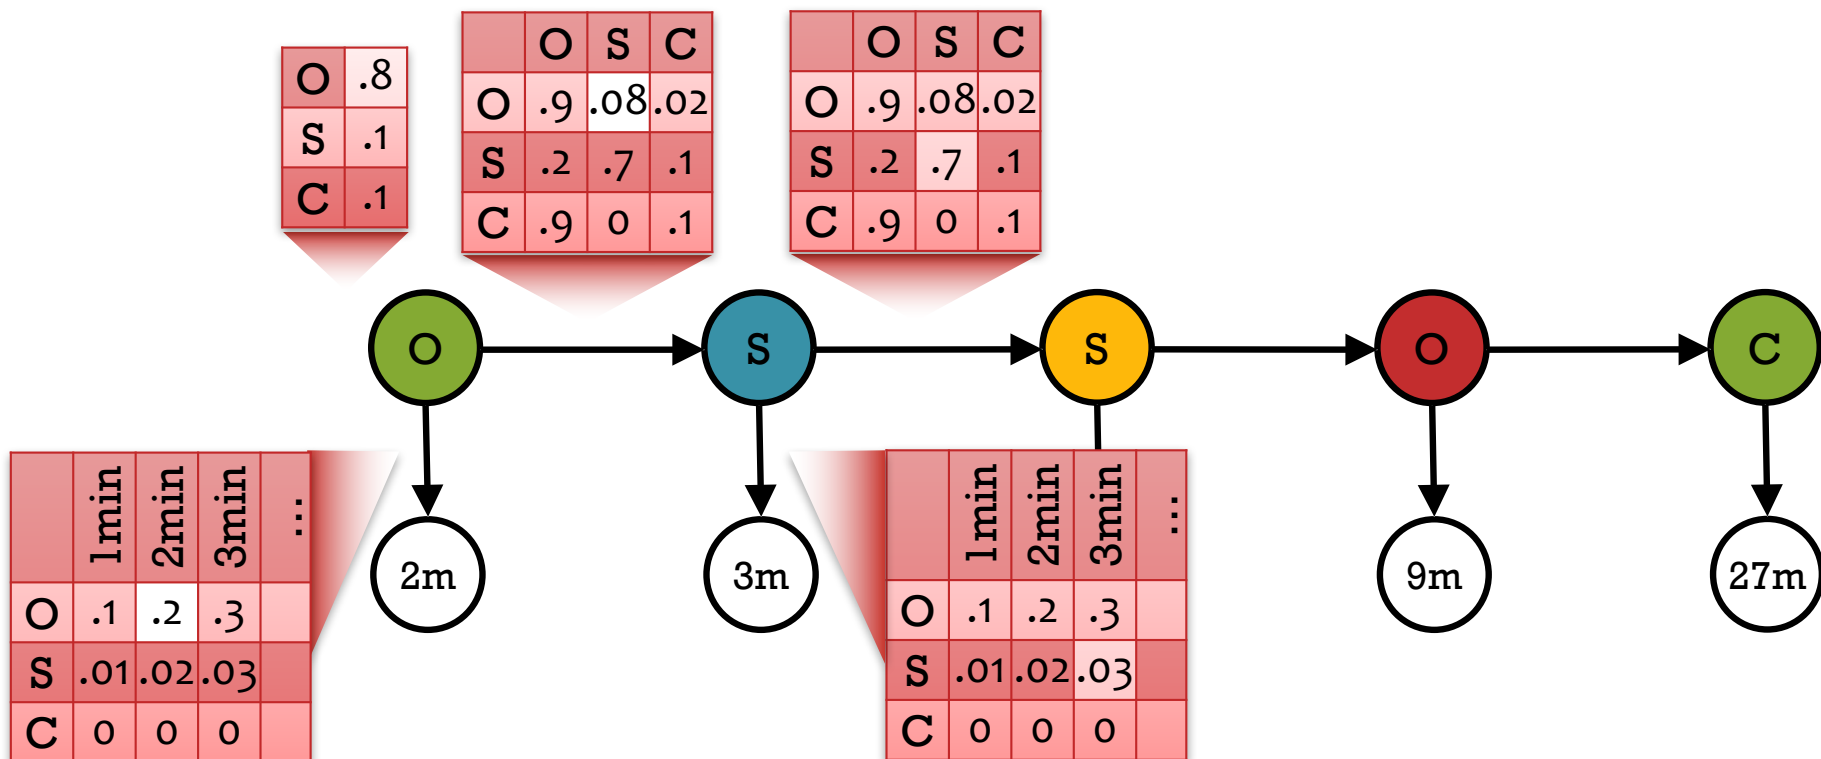 O .8
S .1
C .1
O S C
O .9 .08 .02
S .2 .7 .1
C .9 0 .1
O S C
O .9 .08 .02
S .2 .7 .1
C .9 0 .1
O S S O C
2m 3m 9m 27m
1min 2min 3min …
O .1 .2 .3
S .01 .02 .03
C 0 0 0
1min 2min 3min …
O .1 .2 .3
S .01 .02 .03
C 0 0 0